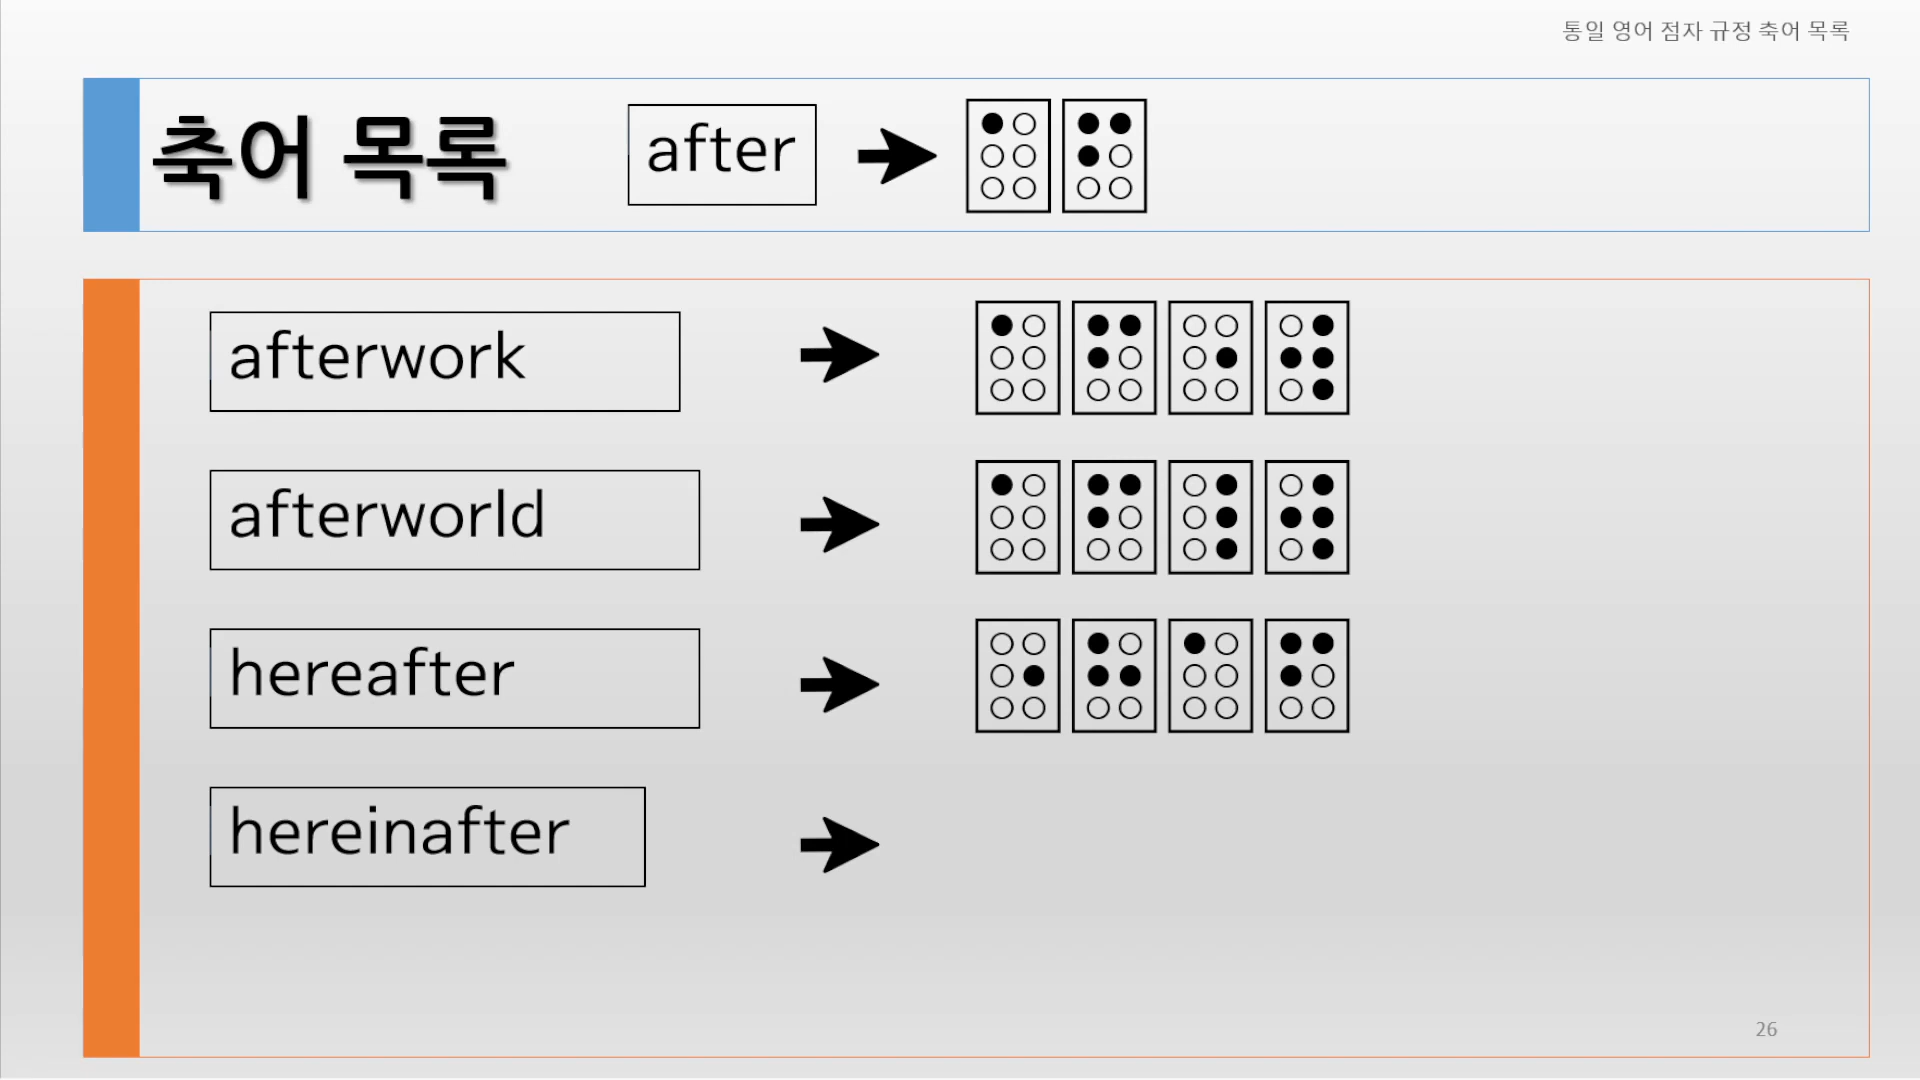 통일 영어 점자 규정 축어 목록
축어 목록
after
⠁⠋
afterwork
⠁⠋⠐⠺
afterworld
⠁⠋⠸⠺
hereafter
⠐⠓⠁⠋
hereinafter
26